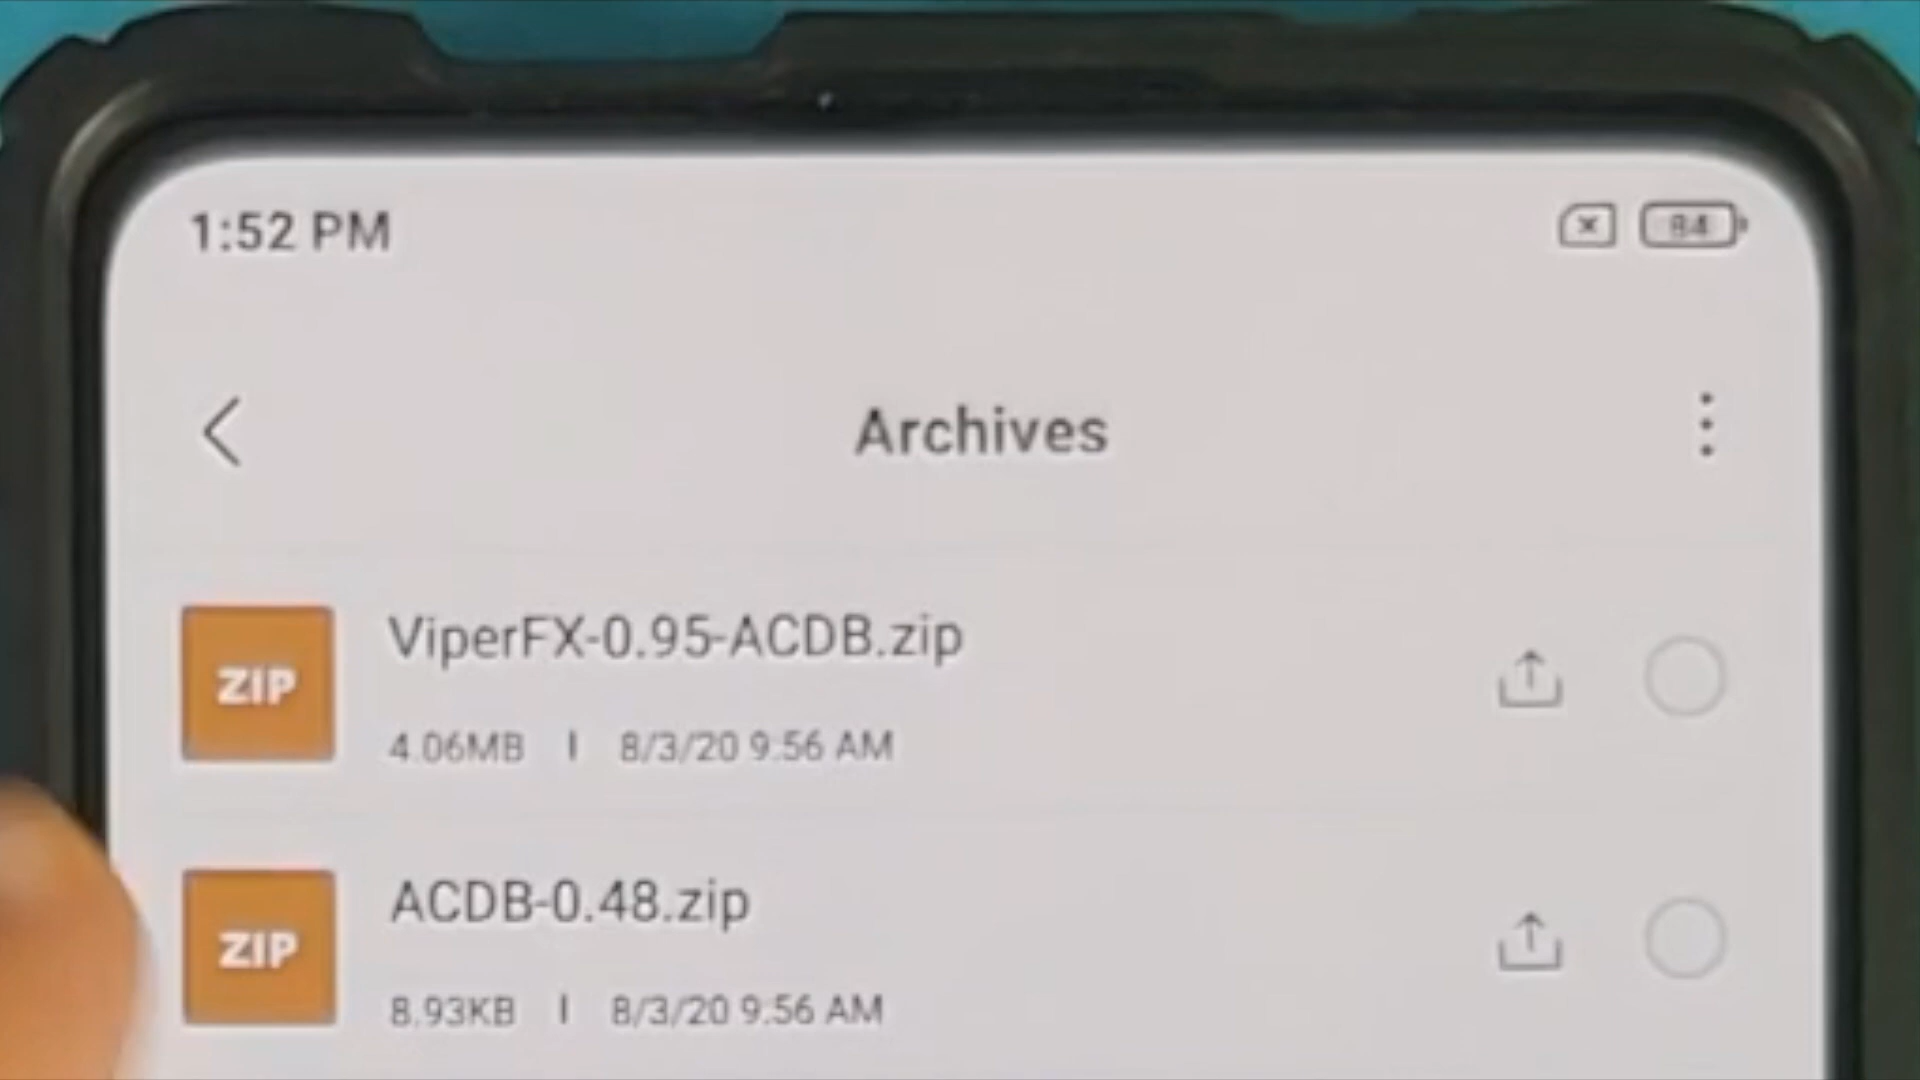 1:52 PM
84
Archives
ZIP
ViperFX-0.95-ACDB.zip
4.06MB | 8/3/20 9:56 AM
ZIP
ACDB-0.48.zip
8.93KB | 8/3/20 9:56 AM